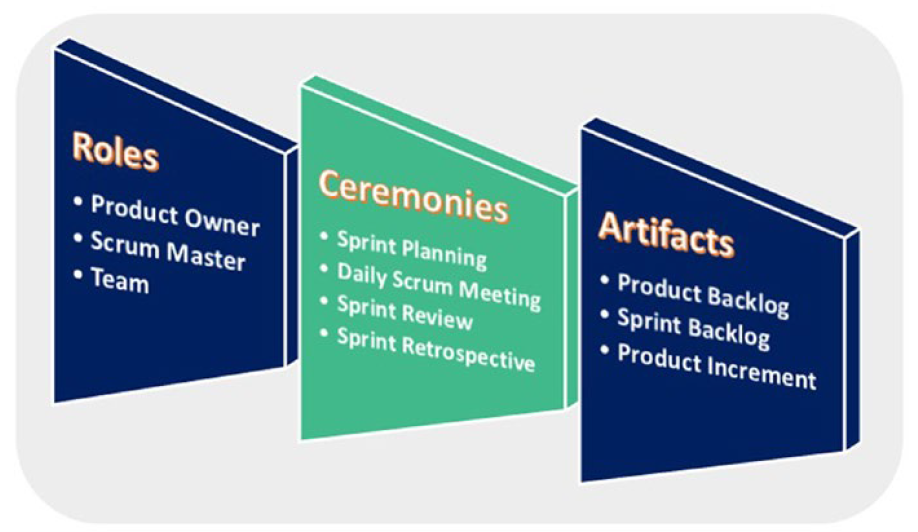 Roles
• Product Owner
• Scrum Master
• Team
Ceremonies
• Sprint Planning
• Daily Scrum Meeting
• Sprint Review
• Sprint Retrospective
Artifacts
• Product Backlog
• Sprint Backlog
• Product Increment